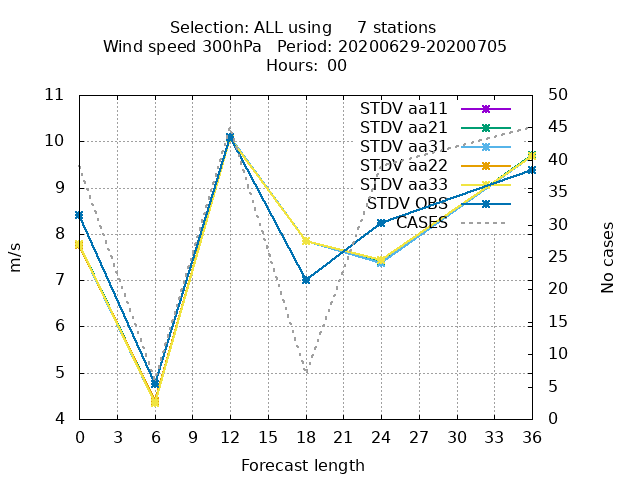 Selection: ALL using 7 stations
Wind speed 300hPa Period: 20200629-20200705
Hours: 00
11
10
9
8
7
6
5
4
m/s
STDV aa11
STDV aa21
STDV aa31
STDV aa22
STDV aa33
STDV OBS
CASES
50
45
40
35
30
25
20
15
10
5
0
No cases
0 3 6 9 12 15 18 21 24 27 30 33 36
Forecast length